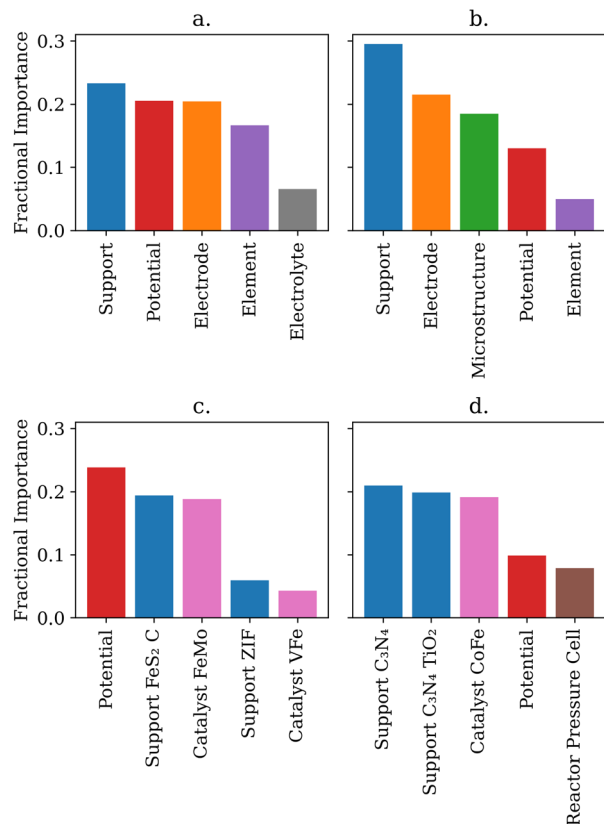 a.
b.
Fractional Importance
0.3
0.2
0.1
0.0
Support
Potential
Electrode
Element
Electrolyte
Support
Electrode
Microstructure
Potential
Element
c.
d.
Fractional Importance
0.3
0.2
0.1
0.0
Potential
Support FeS₂ C
Catalyst FeMo
Support ZIF
Catalyst VFe
Support C₃N₄
Support C₃N₄ TiO₂
Catalyst CoFe
Potential
Reactor Pressure Cell